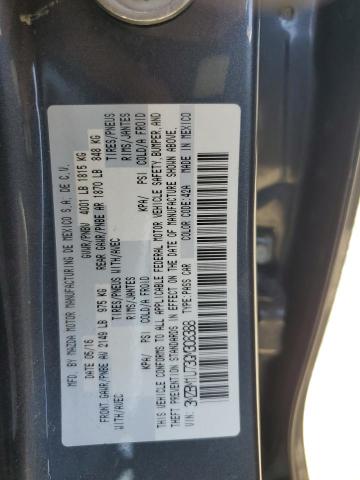 MFD. BY MAZDA MOTOR MANUFACTURING DE MEXICO S.A. DE C.V.
DATE: 05/16 GVWR/PNBV 4001 LB 1815 KG
FRONT GAWR/PNBE AV 2149 LB 975 KG REAR GAWR/PNBE AR 1870 LB 848 KG
WITH/AVEC TIRES/PNEUS WITH/AVEC TIRES/PNEUS
RIMS/JANTES RIMS/JANTES
KPA/ PSI COLD/A FROID KPA/ PSI COLD/A FROID
THIS VEHICLE CONFORMS TO ALL APPLICABLE FEDERAL MOTOR VEHICLE SAFETY, BUMPER, AND
THEFT PREVENTION STANDARDS IN EFFECT ON THE DATE OF MANUFACTURE SHOWN ABOVE.
TYPE: PASS CAR COLOR CODE: 42A MADE IN MEXICO
VIN: